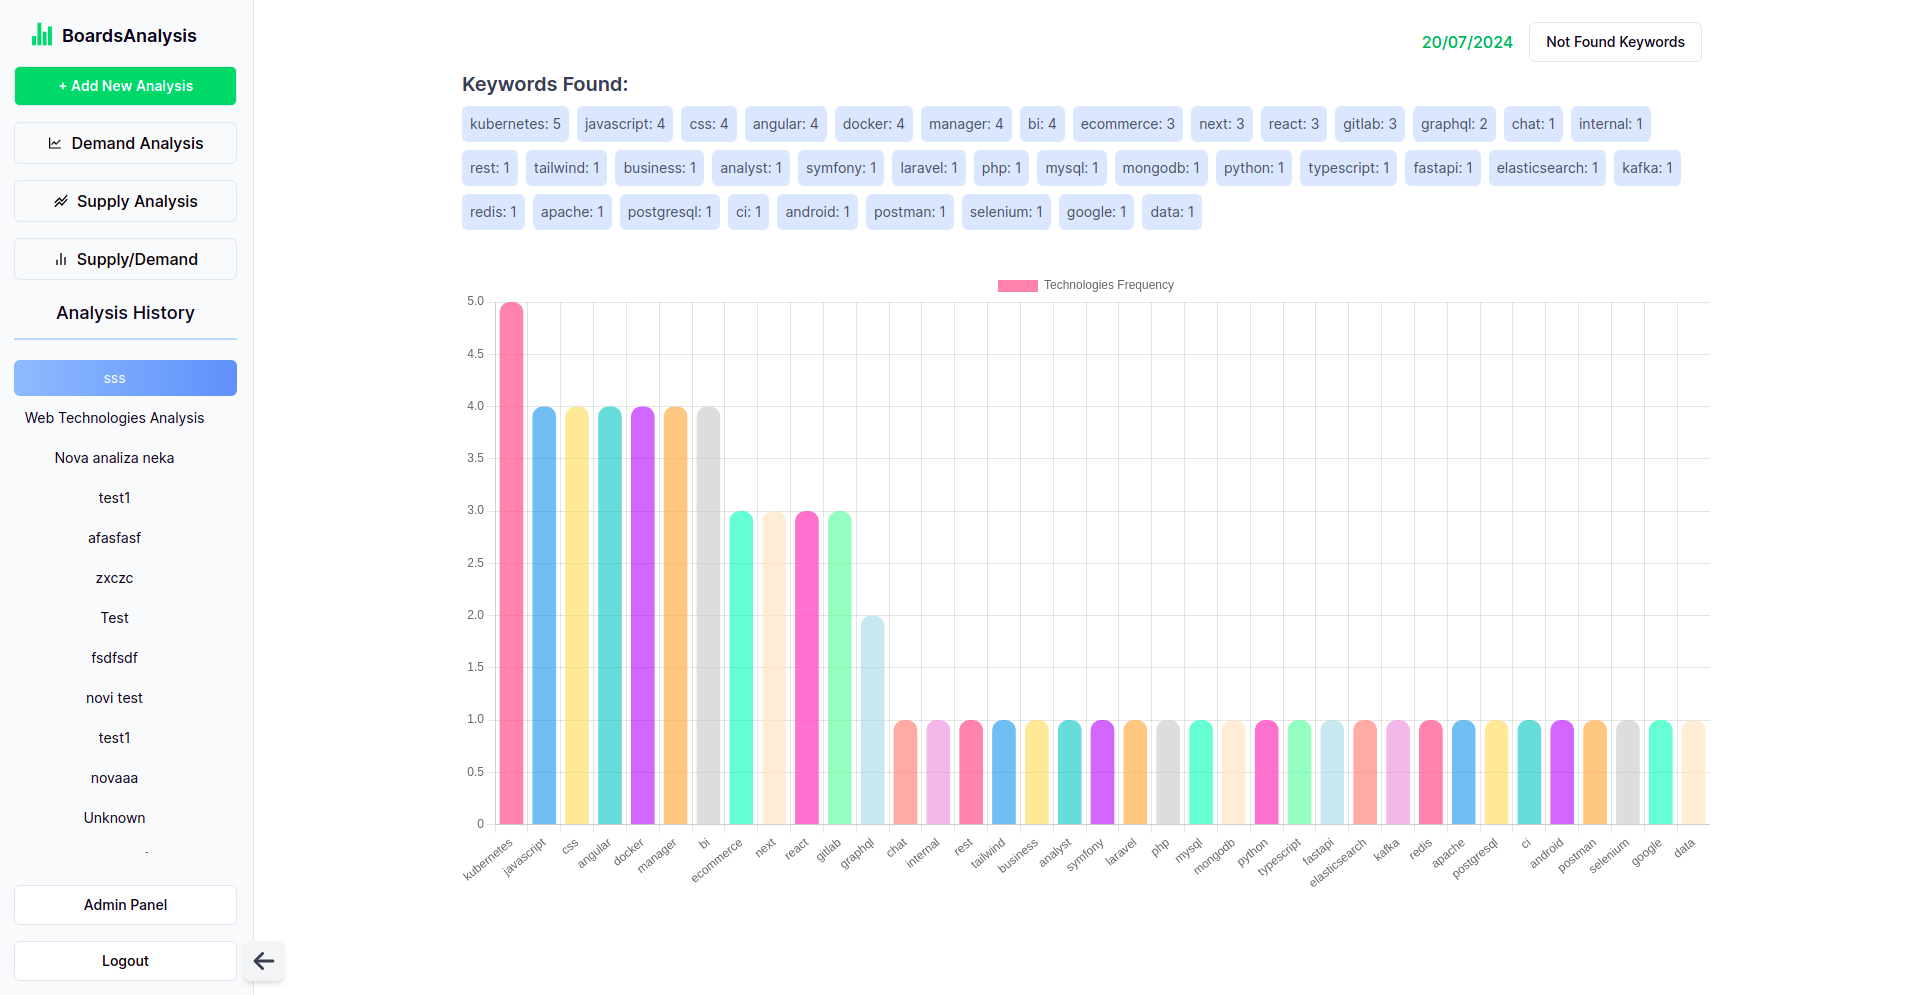 BoardsAnalysis
+ Add New Analysis
Demand Analysis
Supply Analysis
Supply/Demand
Analysis History
sss
Web Technologies Analysis
Nova analiza neka
test1
afasfasf
zxczc
Test
fsdfsdf
novi test
test1
novaaa
Unknown
Admin Panel
Logout
20/07/2024 Not Found Keywords
Keywords Found:
kubernetes: 5 javascript: 4 css: 4 angular: 4 docker: 4 manager: 4 bi: 4 ecommerce: 3 next: 3 react: 3 gitlab: 3 graphql: 2 chat: 1 internal: 1
rest: 1 tailwind: 1 business: 1 analyst: 1 symfony: 1 laravel: 1 php: 1 mysql: 1 mongodb: 1 python: 1 typescript: 1 fastapi: 1 elasticsearch: 1 kafka: 1
redis: 1 apache: 1 postgresql: 1 ci: 1 android: 1 postman: 1 selenium: 1 google: 1 data: 1
Technologies Frequency
5.0
4.5
4.0
3.5
3.0
2.5
2.0
1.5
1.0
0.5
0
kubernetes javascript css angular docker manager bi ecommerce next react gitlab graphql chat internal rest tailwind business analyst symfony laravel php mysql mongodb python typescript fastapi elasticsearch kafka redis apache postgresql ci android postman selenium google data